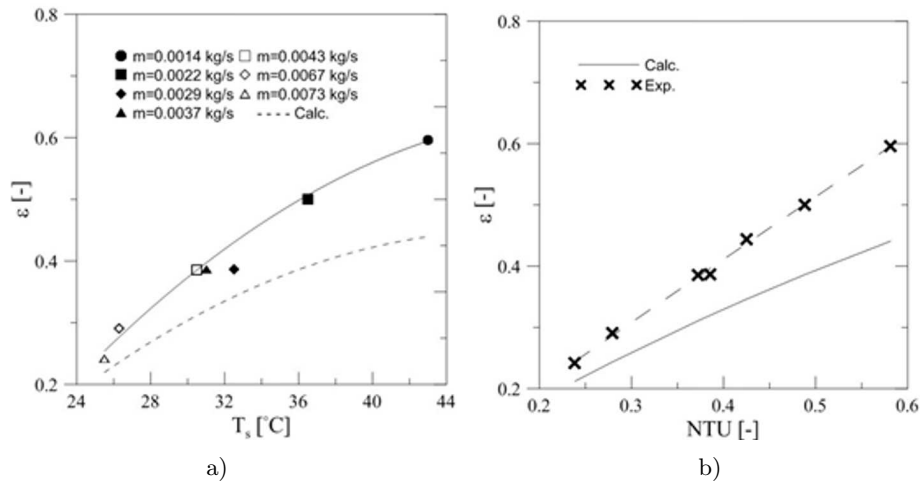 0.8
m=0.0014 kg/s m=0.0043 kg/s
m=0.0022 kg/s m=0.0067 kg/s
m=0.0029 kg/s m=0.0073 kg/s
m=0.0037 kg/s Calc.
0.6
ε [-]
0.4
0.2
24 28 32 36 40 44
Ts [°C]
a)
0.8
Calc.
Exp.
0.6
ε [-]
0.4
0.2
0.2 0.3 0.4 0.5 0.6
NTU [-]
b)